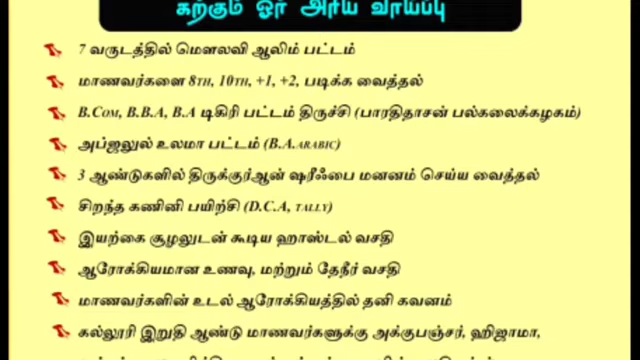 கற்கும் ஓர் அரிய வாய்ப்பு
7 வருடத்தில் மௌலவி ஆலிம் பட்டம்
மாணவர்களை 8TH, 10TH, +1, +2, படிக்க வைத்தல்
B.COM, B.B.A, B.A டிகிரி பட்டம் திருச்சி (பாரதிதாசன் பல்கலைக்கழகம்)
அப்ஜலுல் உலமா பட்டம் (B.A.ARABIC)
3 ஆண்டுகளில் திருக்குர்ஆன் ஷரீஃபை மனனம் செய்ய வைத்தல்
சிறந்த கணினி பயிற்சி (D.C.A, TALLY)
இயற்கை சூழலுடன் கூடிய ஹாஸ்டல் வசதி
ஆரோக்கியமான உணவு, மற்றும் தேநீர் வசதி
மாணவர்களின் உடல் ஆரோக்கியத்தில் தனி கவனம்
கல்லூரி இறுதி ஆண்டு மாணவர்களுக்கு அக்குபஞ்சர், ஹிஜாமா,